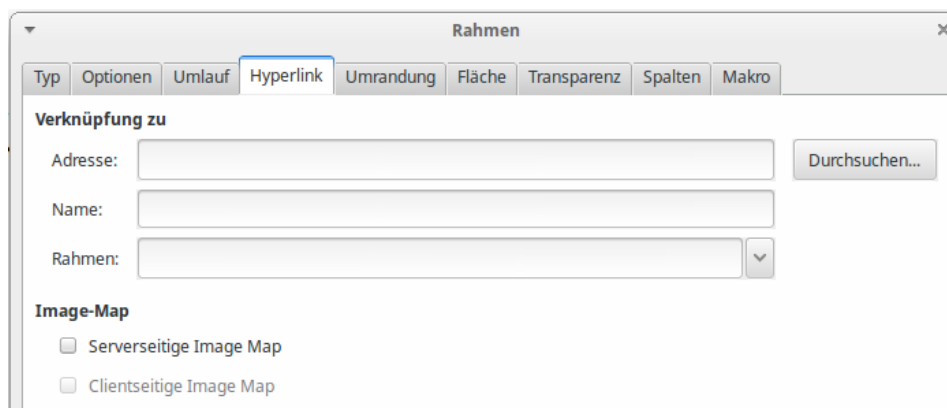 Rahmen
Typ Optionen Umlauf Hyperlink Umrandung Fläche Transparenz Spalten Makro
Verknüpfung zu
Adresse: Durchsuchen...
Name:
Rahmen:
Image-Map
Serverseitige Image Map
Clientseitige Image Map